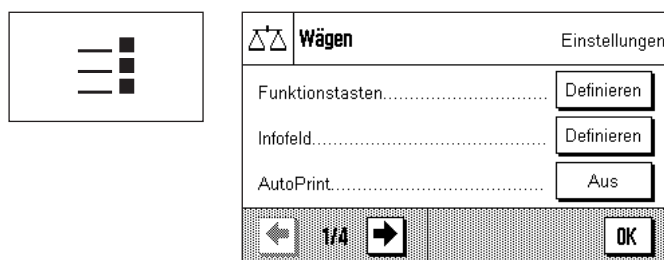 Wägen Einstellungen
Funktionstasten Definieren
Infofeld Definieren
AutoPrint Aus
1/4 OK